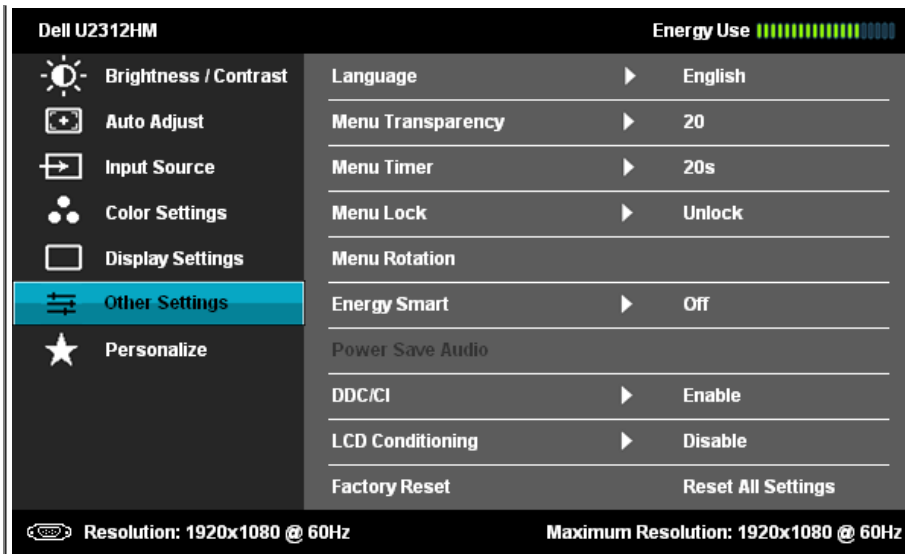 Dell U2312HM Energy Use
Brightness / Contrast
Auto Adjust
Input Source
Color Settings
Display Settings
Other Settings
Personalize
Language English
Menu Transparency 20
Menu Timer 20s
Menu Lock Unlock
Menu Rotation
Energy Smart Off
Power Save Audio
DDC/CI Enable
LCD Conditioning Disable
Factory Reset Reset All Settings
Resolution: 1920x1080 @ 60Hz Maximum Resolution: 1920x1080 @ 60Hz